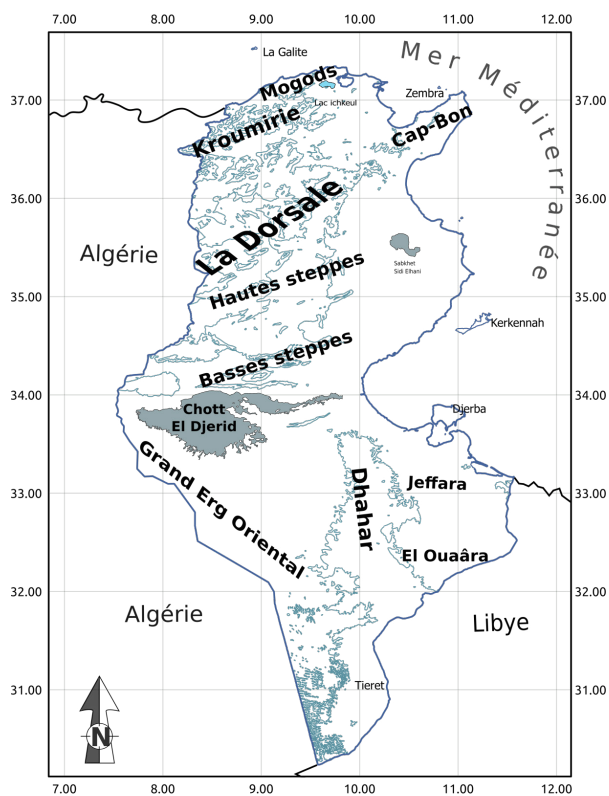 7.00 8.00 9.00 10.00 11.00 12.00
La Galite
Mer Méditerranée
Mogods
Lac ichkeul
Zembra
37.00 37.00
Kroumirie
Cap-Bon
36.00 36.00
La Dorsale
Algérie
Sabkhet
Sidi Elhani
Hautes steppes
35.00 35.00
Kerkennah
Basses steppes
34.00 34.00
Chott
El Djerid
Djerba
Grand Erg Oriental
Dhahar
Jeffara
33.00 33.00
El Ouaâra
32.00 32.00
Algérie
Libye
Tieret
31.00 31.00
N
7.00 8.00 9.00 10.00 11.00 12.00